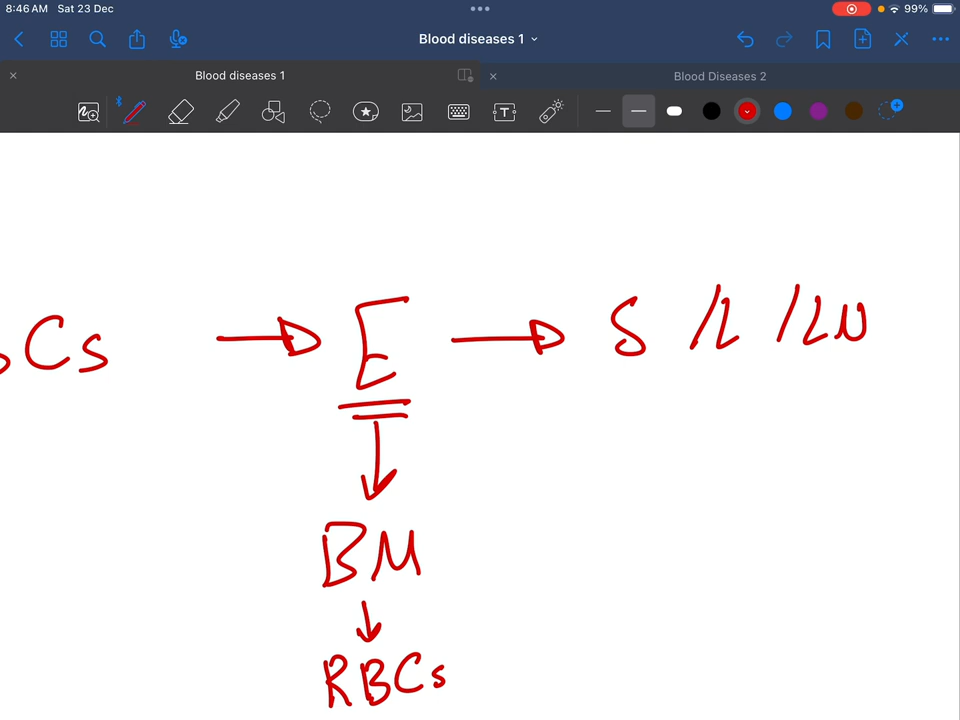 8:46 AM Sat 23 Dec 99%
Blood diseases 1
Blood diseases 1 Blood Diseases 2
T
Cs → E → S /L /LN
↓
BM
↓
RBCs